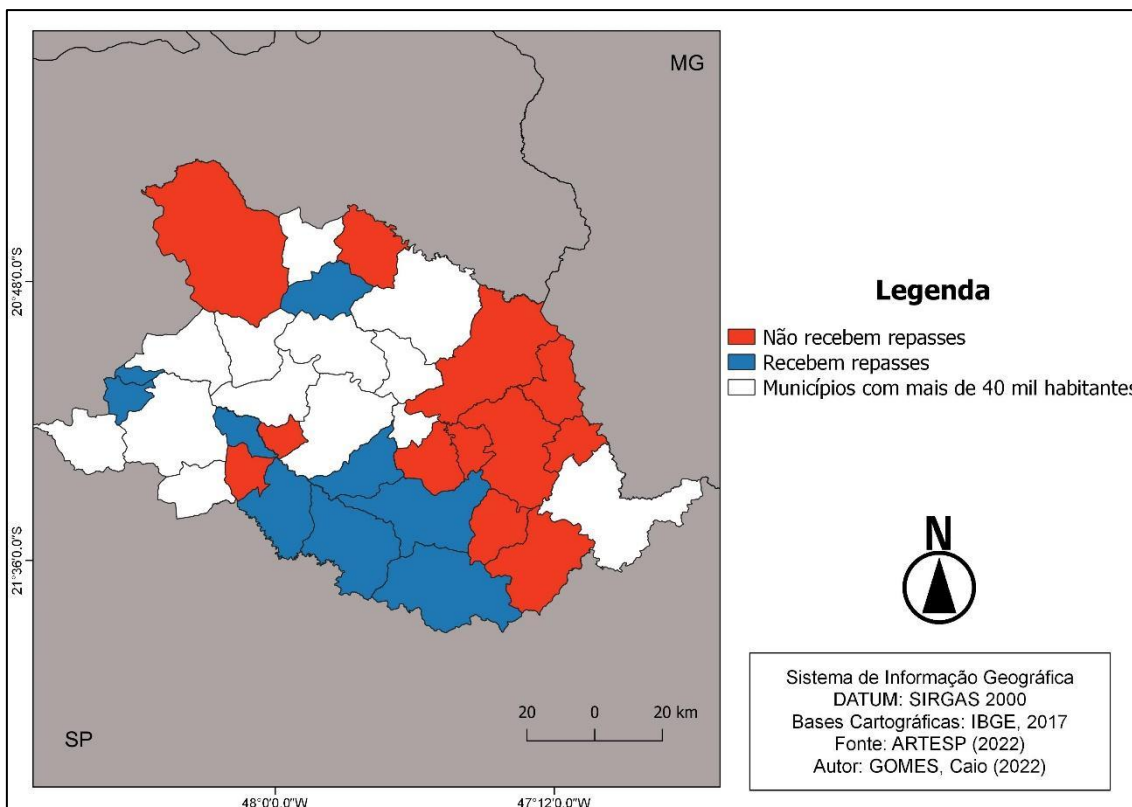 MG
20°48'0.0"S
21°36'0.0"S
SP
20 0 20 km
48°0'0.0"W 47°12'0.0"W
Legenda
Não recebem repasses
Recebem repasses
Municípios com mais de 40 mil habitantes
N
Sistema de Informação Geográfica
DATUM: SIRGAS 2000
Bases Cartográficas: IBGE, 2017
Fonte: ARTESP (2022)
Autor: GOMES, Caio (2022)